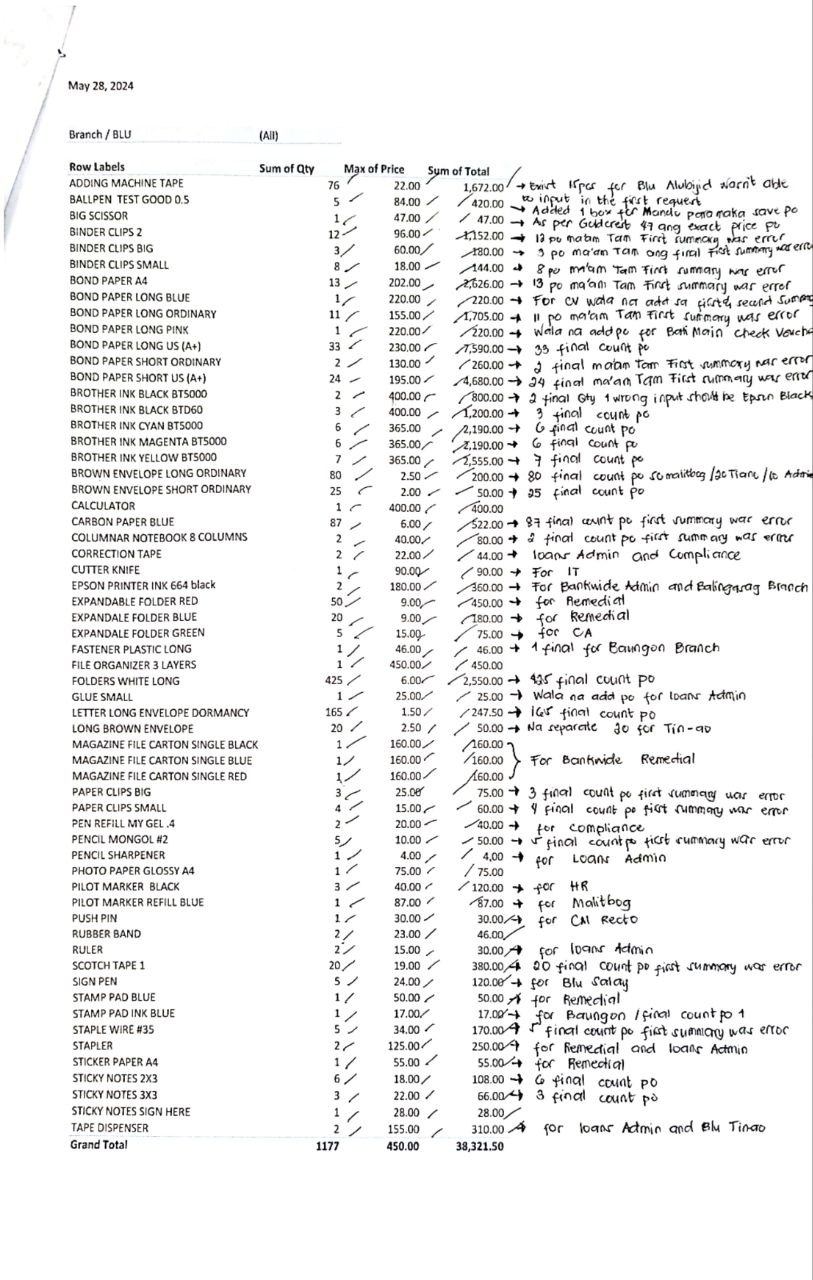 May 28, 2024
Branch / BLU (All)
Row Labels Sum of Qty Max of Price Sum of Total
ADDING MACHINE TAPE 76 22.00 1,672.00 → Exist 15pcs for Blu Alubijid wasn't able
to input in the first request
BALLPEN TEST GOOD 0.5 5 84.00 420.00 → Added 1 box for Mandu para maka save po
BIG SCISSOR 1 47.00 47.00 → As per Goldcrest 47 ang exact price po
BINDER CLIPS 2 12 96.00 1,152.00 → 12 po ma'am Tam First summary was error
BINDER CLIPS BIG 3 60.00 180.00 → 3 po ma'am Tam ang final First summary was error
BINDER CLIPS SMALL 8 18.00 144.00 → 8 po ma'am Tam First summary was error
BOND PAPER A4 13 202.00 2,626.00 → 13 po ma'am Tam First summary was error
BOND PAPER LONG BLUE 1 220.00 220.00 → For CV wala na add sa first & second summary
BOND PAPER LONG ORDINARY 11 155.00 1,705.00 → 11 po ma'am Tam First summary was error
BOND PAPER LONG PINK 1 220.00 220.00 → Wala na add po for Bali Main Check Vouch
BOND PAPER LONG US (A+) 33 230.00 7,590.00 → 33 final count po
BOND PAPER SHORT ORDINARY 2 130.00 260.00 → 2 final ma'am Tam First summary was error
BOND PAPER SHORT US (A+) 24 195.00 4,680.00 → 24 final ma'am Tam First summary was error
BROTHER INK BLACK BT5000 2 400.00 800.00 → 2 final Qty 1 wrong input should be Epson Black
BROTHER INK BLACK BTD60 3 400.00 1,200.00 → 3 final count po
BROTHER INK CYAN BT5000 6 365.00 2,190.00 → 6 final count po
BROTHER INK MAGENTA BT5000 6 365.00 2,190.00 → 6 final count po
BROTHER INK YELLOW BT5000 7 365.00 2,555.00 → 7 final count po
BROWN ENVELOPE LONG ORDINARY 80 2.50 200.00 → 80 final count po 50 malitbog / 20 Tiano / 10 Admi
BROWN ENVELOPE SHORT ORDINARY 25 2.00 50.00 → 25 final count po
CALCULATOR 1 400.00 400.00
CARBON PAPER BLUE 87 6.00 522.00 → 87 final count po first summary was error
COLUMNAR NOTEBOOK 8 COLUMNS 2 40.00 80.00 → 2 final count po first summary was error
CORRECTION TAPE 2 22.00 44.00 → loans Admin and Compliance
CUTTER KNIFE 1 90.00 90.00 → For IT
EPSON PRINTER INK 664 black 2 180.00 360.00 → For Bankwide Admin and Balingasag Branch
EXPANDABLE FOLDER RED 50 9.00 450.00 → for Remedial
EXPANDALE FOLDER BLUE 20 9.00 180.00 → for Remedial
EXPANDALE FOLDER GREEN 5 15.00 75.00 → for CA
FASTENER PLASTIC LONG 1 46.00 46.00 → 1 final for Baungon Branch
FILE ORGANIZER 3 LAYERS 1 450.00 450.00
FOLDERS WHITE LONG 425 6.00 2,550.00 → 425 final count po
GLUE SMALL 1 25.00 25.00 → Wala na add po for loans Admin
LETTER LONG ENVELOPE DORMANCY 165 1.50 247.50 → 165 final count po
LONG BROWN ENVELOPE 20 2.50 50.00 → Na separate 20 for Tin-ao
MAGAZINE FILE CARTON SINGLE BLACK 1 160.00 160.00
MAGAZINE FILE CARTON SINGLE BLUE 1 160.00 160.00 } For Bankwide Remedial
MAGAZINE FILE CARTON SINGLE RED 1 160.00 160.00
PAPER CLIPS BIG 3 25.00 75.00 → 3 final count po first summary was error
PAPER CLIPS SMALL 4 15.00 60.00 → 4 final count po first summary was error
PEN REFILL MY GEL .4 2 20.00 40.00 → for compliance
PENCIL MONGOL #2 5 10.00 50.00 → 5 final count po first summary was error
PENCIL SHARPENER 1 4.00 4.00 → for Loans Admin
PHOTO PAPER GLOSSY A4 1 75.00 75.00
PILOT MARKER BLACK 3 40.00 120.00 → for HR
PILOT MARKER REFILL BLUE 1 87.00 87.00 → for Malitbog
PUSH PIN 1 30.00 30.00 → for CM Recto
RUBBER BAND 2 23.00 46.00
RULER 2 15.00 30.00 → for loans Admin
SCOTCH TAPE 1 20 19.00 380.00 → 20 final count po first summary was error
SIGN PEN 5 24.00 120.00 → for Blu Salay
STAMP PAD BLUE 1 50.00 50.00 → for Remedial
STAMP PAD INK BLUE 1 17.00 17.00 → for Baungon / final count po 1
STAPLE WIRE #35 5 34.00 170.00 → 5 final count po first summary was error
STAPLER 2 125.00 250.00 → for Remedial and loans Admin
STICKER PAPER A4 1 55.00 55.00 → for Remedial
STICKY NOTES 2X3 6 18.00 108.00 → 6 final count po
STICKY NOTES 3X3 3 22.00 66.00 → 3 final count po
STICKY NOTES SIGN HERE 1 28.00 28.00
TAPE DISPENSER 2 155.00 310.00 → for loans Admin and Blu Tin-ao
Grand Total 1177 450.00 38,321.50